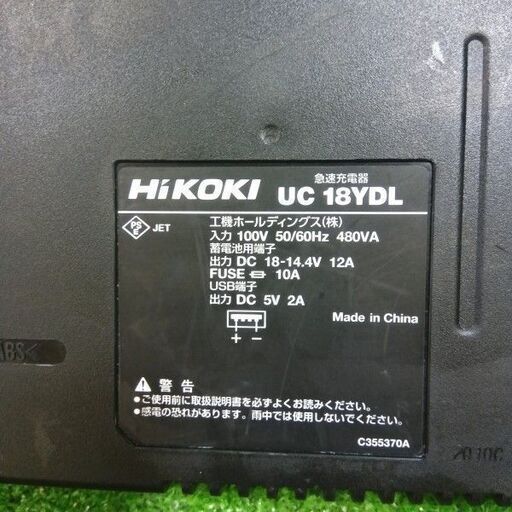 急速充電器
HiKOKI UC 18YDL
PS E JET
工機ホールディングス(株)
入力 100V 50/60Hz 480VA
蓄電池用端子
出力 DC 18-14.4V 12A
FUSE 10A
USB端子
出力 DC 5V 2A
+ -
Made in China
警告
●ご使用前に取扱説明書を必ずよくお読みください。
●感電の恐れがあります。雨中では使用しないでください。
C355370A
ABS<